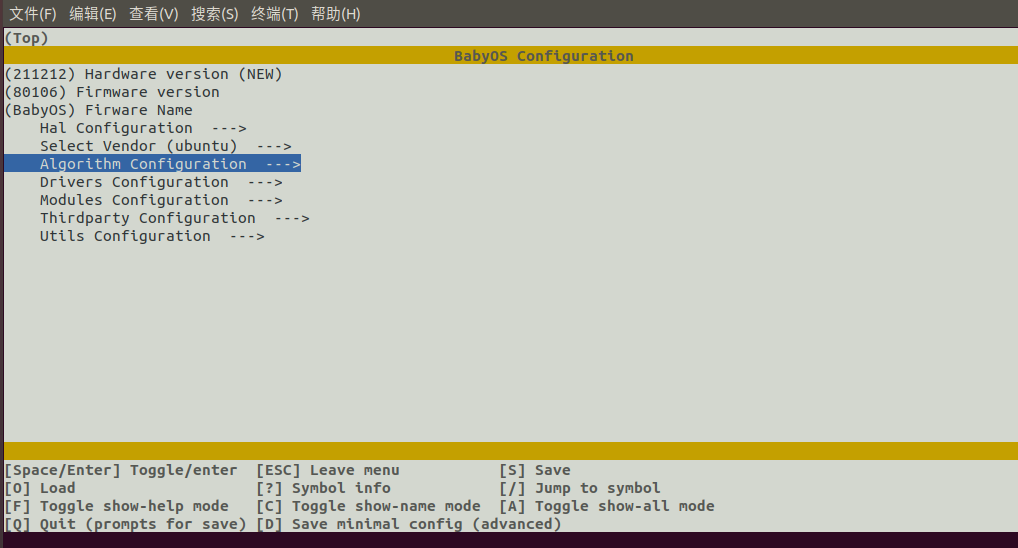 文件(F) 编辑(E) 查看(V) 搜索(S) 终端(T) 帮助(H)
(Top)
BabyOS Configuration
(211212) Hardware version (NEW)
(80106) Firmware version
(BabyOS) Firware Name
Hal Configuration --->
Select Vendor (ubuntu) --->
Algorithm Configuration --->
Drivers Configuration --->
Modules Configuration --->
Thirdparty Configuration --->
Utils Configuration --->
[Space/Enter] Toggle/enter [ESC] Leave menu [S] Save
[O] Load [?] Symbol info [/] Jump to symbol
[F] Toggle show-help mode [C] Toggle show-name mode [A] Toggle show-all mode
[Q] Quit (prompts for save) [D] Save minimal config (advanced)